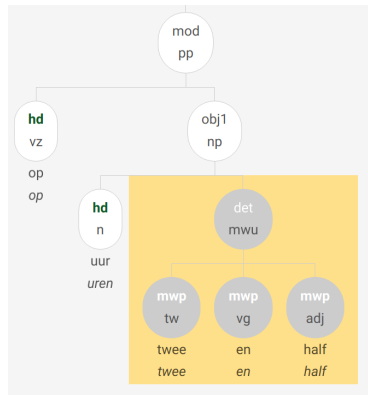 mod
pp
hd
vz
op
op
obj1
np
hd
n
uur
uren
det
mwu
mwp
tw
twee
twee
mwp
vg
en
en
mwp
adj
half
half